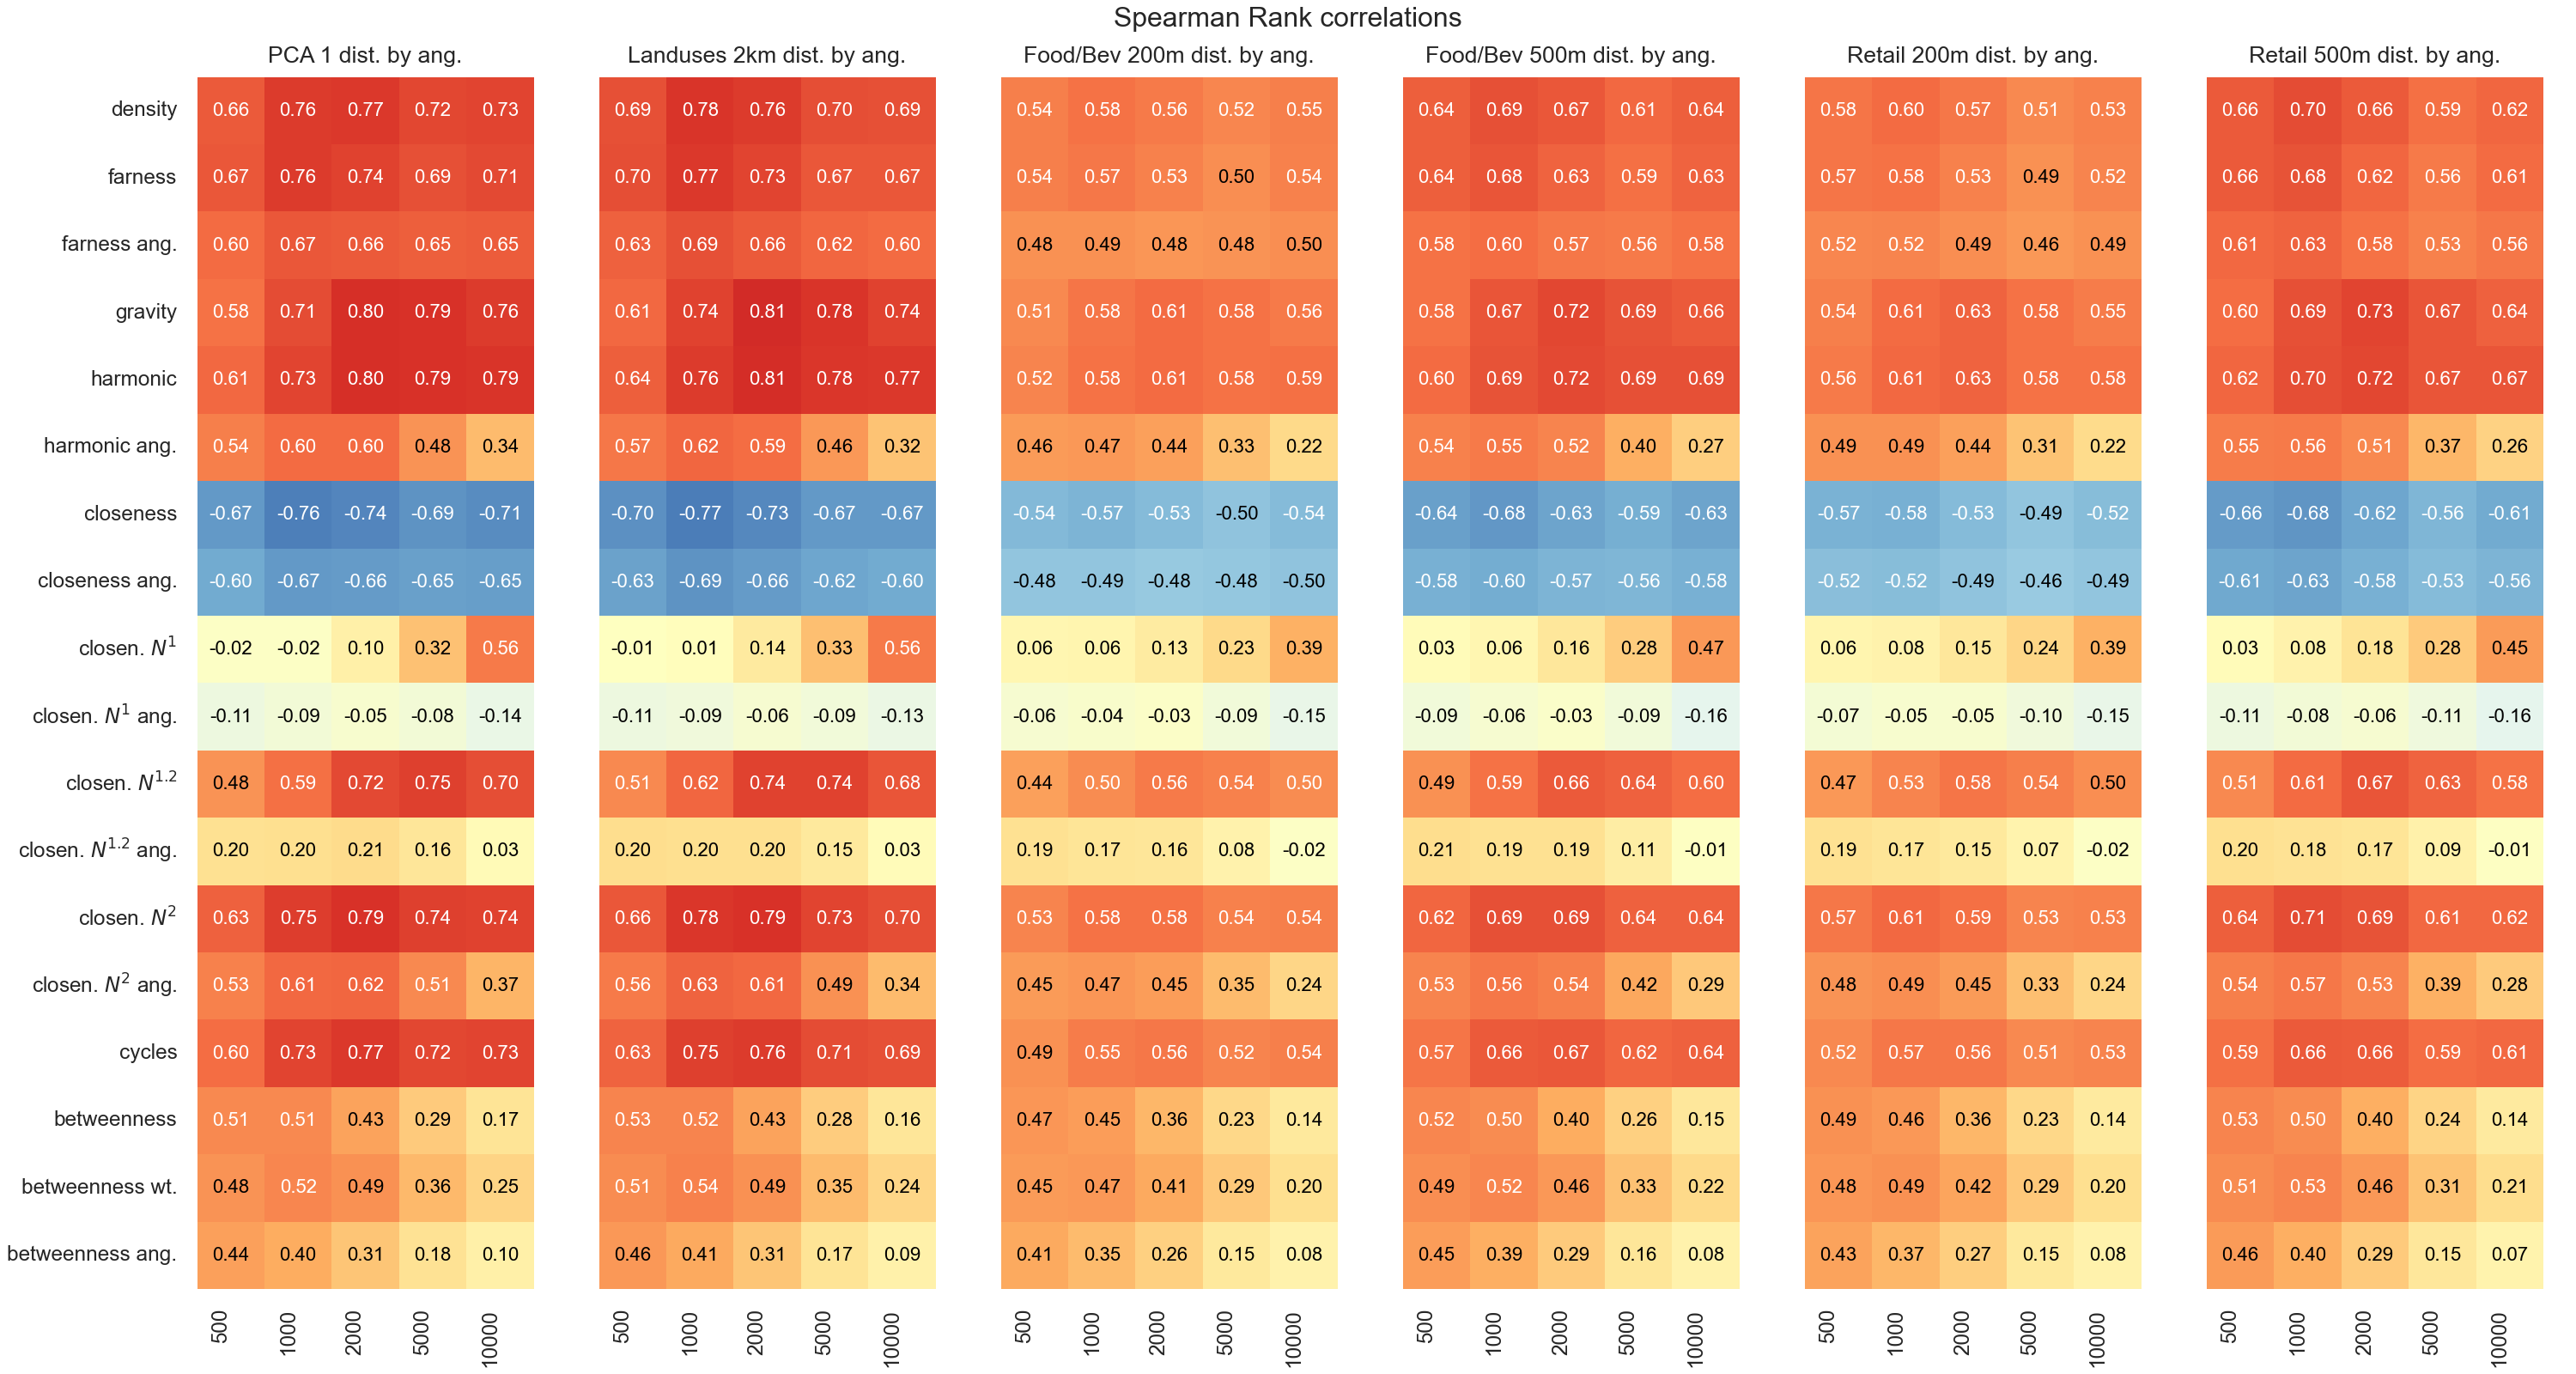 Spearman Rank correlations
PCA 1 dist. by ang. Landuses 2km dist. by ang. Food/Bev 200m dist. by ang. Food/Bev 500m dist. by ang. Retail 200m dist. by ang. Retail 500m dist. by ang.
density 0.66 0.76 0.77 0.72 0.73 0.69 0.78 0.76 0.70 0.69 0.54 0.58 0.56 0.52 0.55 0.64 0.69 0.67 0.61 0.64 0.58 0.60 0.57 0.51 0.53 0.66 0.70 0.66 0.59 0.62
farness 0.67 0.76 0.74 0.69 0.71 0.70 0.77 0.73 0.67 0.67 0.54 0.57 0.53 0.50 0.54 0.64 0.68 0.63 0.59 0.63 0.57 0.58 0.53 0.49 0.52 0.66 0.68 0.62 0.56 0.61
farness ang. 0.60 0.67 0.66 0.65 0.65 0.63 0.69 0.66 0.62 0.60 0.48 0.49 0.48 0.48 0.50 0.58 0.60 0.57 0.56 0.58 0.52 0.52 0.49 0.46 0.49 0.61 0.63 0.58 0.53 0.56
gravity 0.58 0.71 0.80 0.79 0.76 0.61 0.74 0.81 0.78 0.74 0.51 0.58 0.61 0.58 0.56 0.58 0.67 0.72 0.69 0.66 0.54 0.61 0.63 0.58 0.55 0.60 0.69 0.73 0.67 0.64
harmonic 0.61 0.73 0.80 0.79 0.79 0.64 0.76 0.81 0.78 0.77 0.52 0.58 0.61 0.58 0.59 0.60 0.69 0.72 0.69 0.69 0.56 0.61 0.63 0.58 0.58 0.62 0.70 0.72 0.67 0.67
harmonic ang. 0.54 0.60 0.60 0.48 0.34 0.57 0.62 0.59 0.46 0.32 0.46 0.47 0.44 0.33 0.22 0.54 0.55 0.52 0.40 0.27 0.49 0.49 0.44 0.31 0.22 0.55 0.56 0.51 0.37 0.26
closeness -0.67 -0.76 -0.74 -0.69 -0.71 -0.70 -0.77 -0.73 -0.67 -0.67 -0.54 -0.57 -0.53 -0.50 -0.54 -0.64 -0.68 -0.63 -0.59 -0.63 -0.57 -0.58 -0.53 -0.49 -0.52 -0.66 -0.68 -0.62 -0.56 -0.61
closeness ang. -0.60 -0.67 -0.66 -0.65 -0.65 -0.63 -0.69 -0.66 -0.62 -0.60 -0.48 -0.49 -0.48 -0.48 -0.50 -0.58 -0.60 -0.57 -0.56 -0.58 -0.52 -0.52 -0.49 -0.46 -0.49 -0.61 -0.63 -0.58 -0.53 -0.56
closen. N¹ -0.02 -0.02 0.10 0.32 0.56 -0.01 0.01 0.14 0.33 0.56 0.06 0.06 0.13 0.23 0.39 0.03 0.06 0.16 0.28 0.47 0.06 0.08 0.15 0.24 0.39 0.03 0.08 0.18 0.28 0.45
closen. N¹ ang. -0.11 -0.09 -0.05 -0.08 -0.14 -0.11 -0.09 -0.06 -0.09 -0.13 -0.06 -0.04 -0.03 -0.09 -0.15 -0.09 -0.06 -0.03 -0.09 -0.16 -0.07 -0.05 -0.05 -0.10 -0.15 -0.11 -0.08 -0.06 -0.11 -0.16
closen. N^1.2 0.48 0.59 0.72 0.75 0.70 0.51 0.62 0.74 0.74 0.68 0.44 0.50 0.56 0.54 0.50 0.49 0.59 0.66 0.64 0.60 0.47 0.53 0.58 0.54 0.50 0.51 0.61 0.67 0.63 0.58
closen. N^1.2 ang. 0.20 0.20 0.21 0.16 0.03 0.20 0.20 0.20 0.15 0.03 0.19 0.17 0.16 0.08 -0.02 0.21 0.19 0.19 0.11 -0.01 0.19 0.17 0.15 0.07 -0.02 0.20 0.18 0.17 0.09 -0.01
closen. N² 0.63 0.75 0.79 0.74 0.74 0.66 0.78 0.79 0.73 0.70 0.53 0.58 0.58 0.54 0.54 0.62 0.69 0.69 0.64 0.64 0.57 0.61 0.59 0.53 0.53 0.64 0.71 0.69 0.61 0.62
closen. N² ang. 0.53 0.61 0.62 0.51 0.37 0.56 0.63 0.61 0.49 0.34 0.45 0.47 0.45 0.35 0.24 0.53 0.56 0.54 0.42 0.29 0.48 0.49 0.45 0.33 0.24 0.54 0.57 0.53 0.39 0.28
cycles 0.60 0.73 0.77 0.72 0.73 0.63 0.75 0.76 0.71 0.69 0.49 0.55 0.56 0.52 0.54 0.57 0.66 0.67 0.62 0.64 0.52 0.57 0.56 0.51 0.53 0.59 0.66 0.66 0.59 0.61
betweenness 0.51 0.51 0.43 0.29 0.17 0.53 0.52 0.43 0.28 0.16 0.47 0.45 0.36 0.23 0.14 0.52 0.50 0.40 0.26 0.15 0.49 0.46 0.36 0.23 0.14 0.53 0.50 0.40 0.24 0.14
betweenness wt. 0.48 0.52 0.49 0.36 0.25 0.51 0.54 0.49 0.35 0.24 0.45 0.47 0.41 0.29 0.20 0.49 0.52 0.46 0.33 0.22 0.48 0.49 0.42 0.29 0.20 0.51 0.53 0.46 0.31 0.21
betweenness ang. 0.44 0.40 0.31 0.18 0.10 0.46 0.41 0.31 0.17 0.09 0.41 0.35 0.26 0.15 0.08 0.45 0.39 0.29 0.16 0.08 0.43 0.37 0.27 0.15 0.08 0.46 0.40 0.29 0.15 0.07
500 1000 2000 5000 10000 500 1000 2000 5000 10000 500 1000 2000 5000 10000 500 1000 2000 5000 10000 500 1000 2000 5000 10000 500 1000 2000 5000 10000